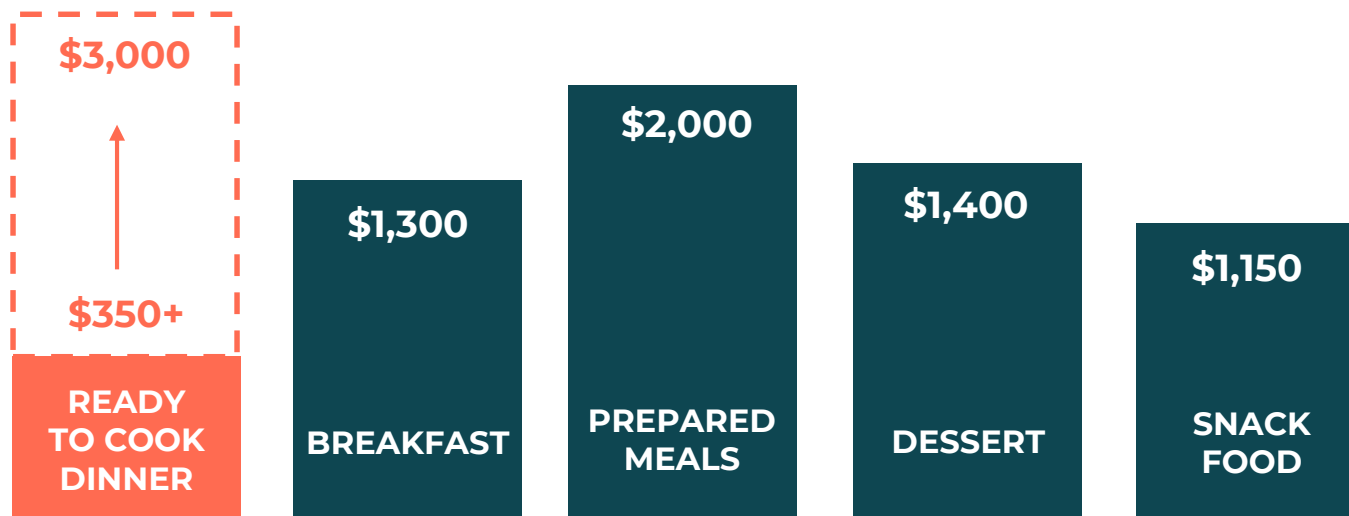 $3,000
$350+
READY
TO COOK
DINNER
$1,300
BREAKFAST
$2,000
PREPARED
MEALS
$1,400
DESSERT
$1,150
SNACK
FOOD